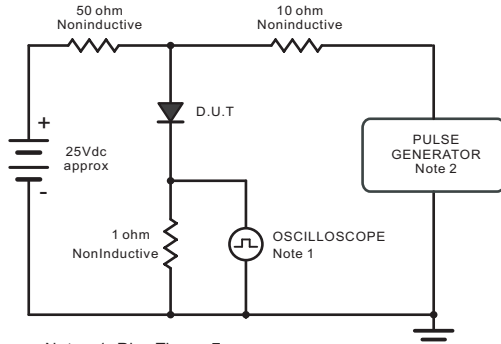 50 ohm
Noninductive
10 ohm
Noninductive
D.U.T
+
25Vdc
approx
-
PULSE
GENERATOR
Note 2
1 ohm
NonInductive
OSCILLOSCOPE
Note 1